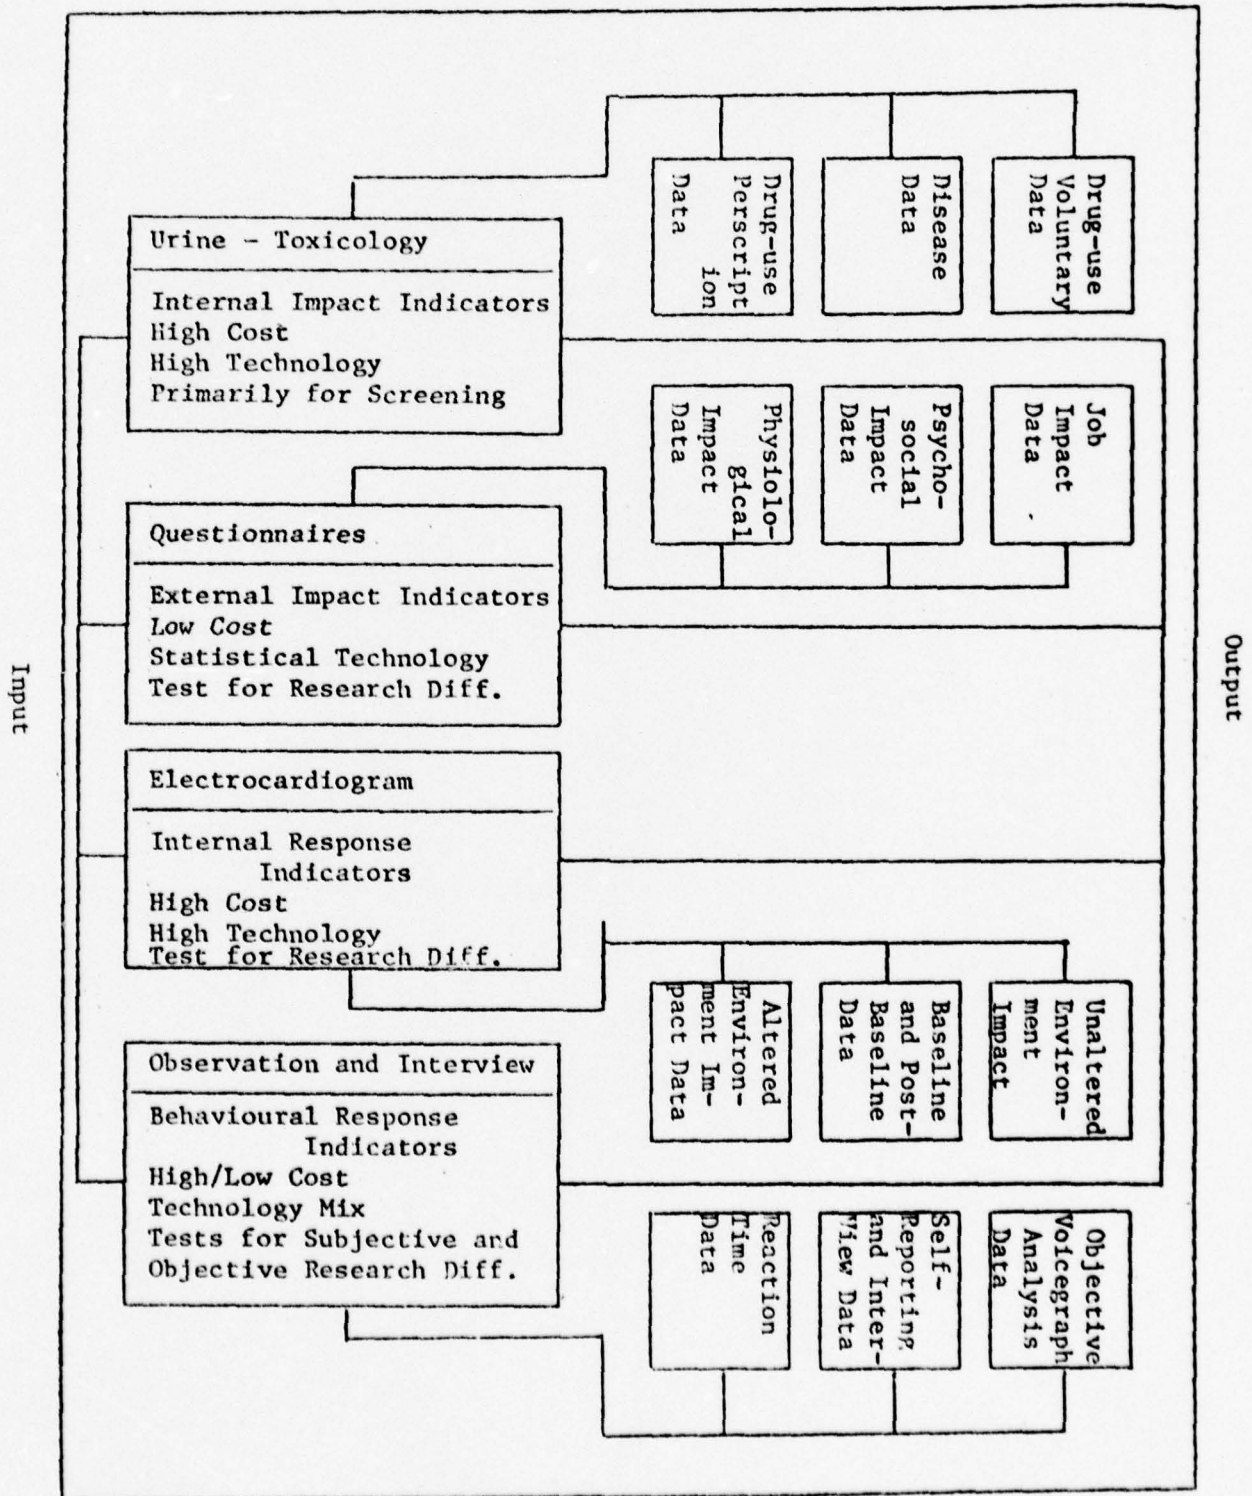 Urine - Toxicology
Internal Impact Indicators
High Cost
High Technology
Primarily for Screening
Questionnaires
External Impact Indicators
Low Cost
Statistical Technology
Test for Research Diff.
Electrocardiogram
Internal Response
Indicators
High Cost
High Technology
Test for Research Diff.
Observation and Interview
Behavioural Response
Indicators
High/Low Cost
Technology Mix
Tests for Subjective and
Objective Research Diff.
Drug-use
Perscript
ion
Data
Disease
Data
Drug-use
Voluntary
Data
Physiolo-
gical
Impact
Data
Psycho-
social
Impact
Data
Job
Impact
Data
Altered
Environ-
ment Im-
pact Data
Baseline
and Post-
Baseline
Data
Unaltered
Environ-
ment
Impact
Reaction
Time
Data
Self-
Reporting
and Inter-
View Data
Objective
Voicegraph
Analysis
Data
Input
Output